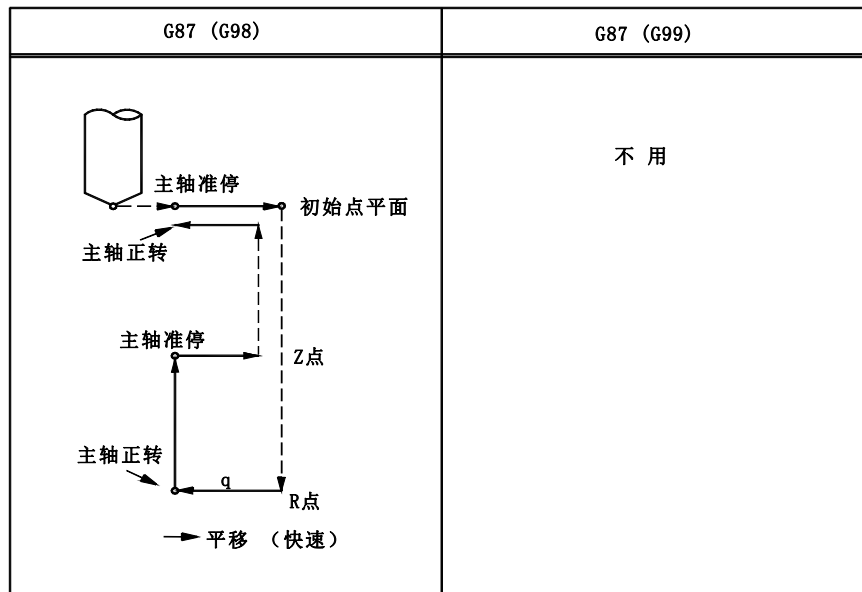 G87 (G98)
G87 (G99)
不 用
主轴准停
初始点平面
主轴正转
主轴准停
Z点
主轴正转
q
R点
平移 （快速）